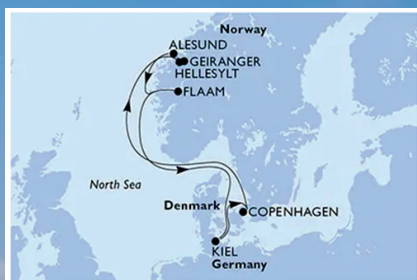 Norway
ALESUND
GEIRANGER
HELLESYLT
FLAAM
North Sea
Denmark
COPENHAGEN
KIEL
Germany